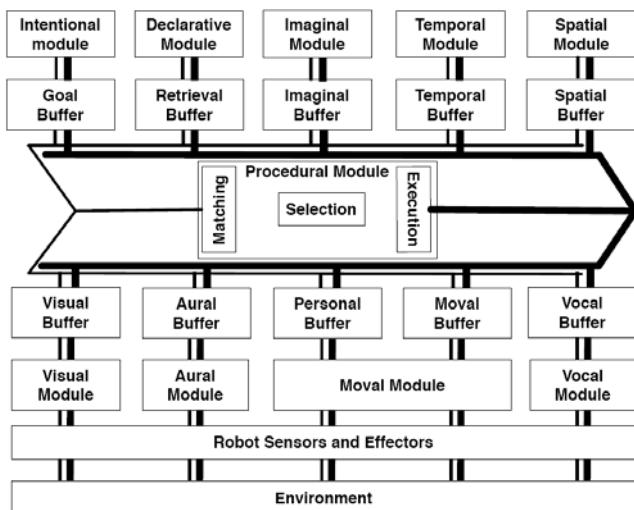 Intentional module
Declarative Module
Imaginal Module
Temporal Module
Spatial Module
Goal Buffer
Retrieval Buffer
Imaginal Buffer
Temporal Buffer
Spatial Buffer
Procedural Module
Matching
Selection
Execution
Visual Buffer
Aural Buffer
Personal Buffer
Moval Buffer
Vocal Buffer
Visual Module
Aural Module
Moval Module
Vocal Module
Robot Sensors and Effectors
Environment